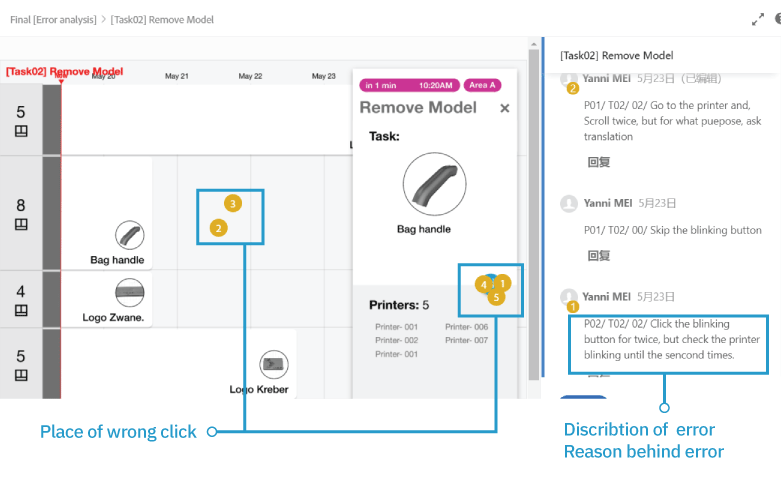 Final [Error analysis] > [Task02] Remove Model
[Task02] Remove Model
May 20
May 21
May 22
May 23
in 1 min 10:20AM Area A
Remove Model ×
Task:
Bag handle
5
8
Bag handle
4
Logo Zwane.
5
Logo Kreber
3
2
4 1
5
Printers: 5
Printer- 001 Printer- 006
Printer- 002 Printer- 007
Printer- 001
[Task02] Remove Model
Yanni MEI 5月23日（已编辑）
2
P01/ T02/ 02/ Go to the printer and,
Scroll twice, but for what puepose, ask
translation
回复
Yanni MEI 5月23日
P01/ T02/ 00/ Skip the blinking button
回复
Yanni MEI 5月23日
1
P02/ T02/ 02/ Click the blinking
button for twice, but check the printer
blinking until the sencond times.
Place of wrong click
Discribtion of error
Reason behind error